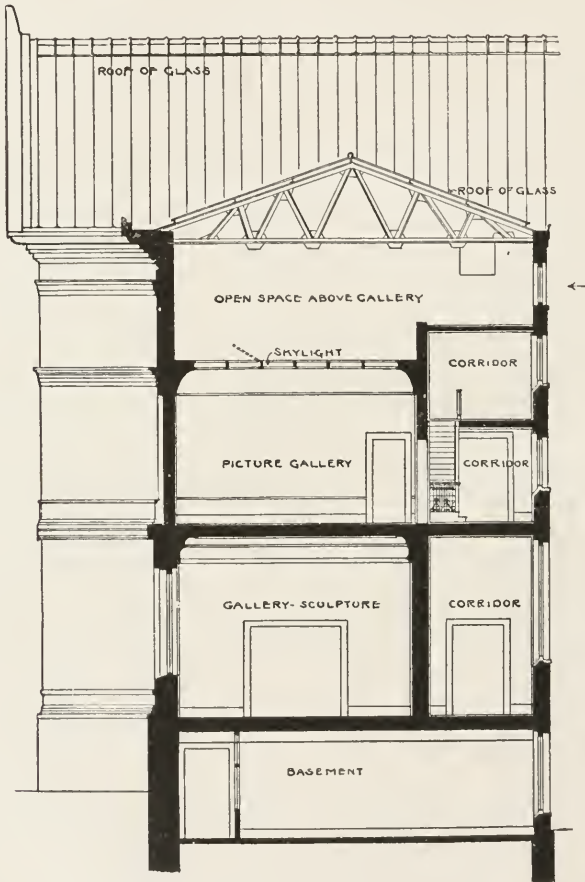 ROOF OF GLASS
ROOF OF GLASS
OPEN SPACE ABOVE GALLERY
SKYLIGHT
CORRIDOR
PICTURE GALLERY
CORRIDOR
GALLERY-SCULPTURE
CORRIDOR
BASEMENT